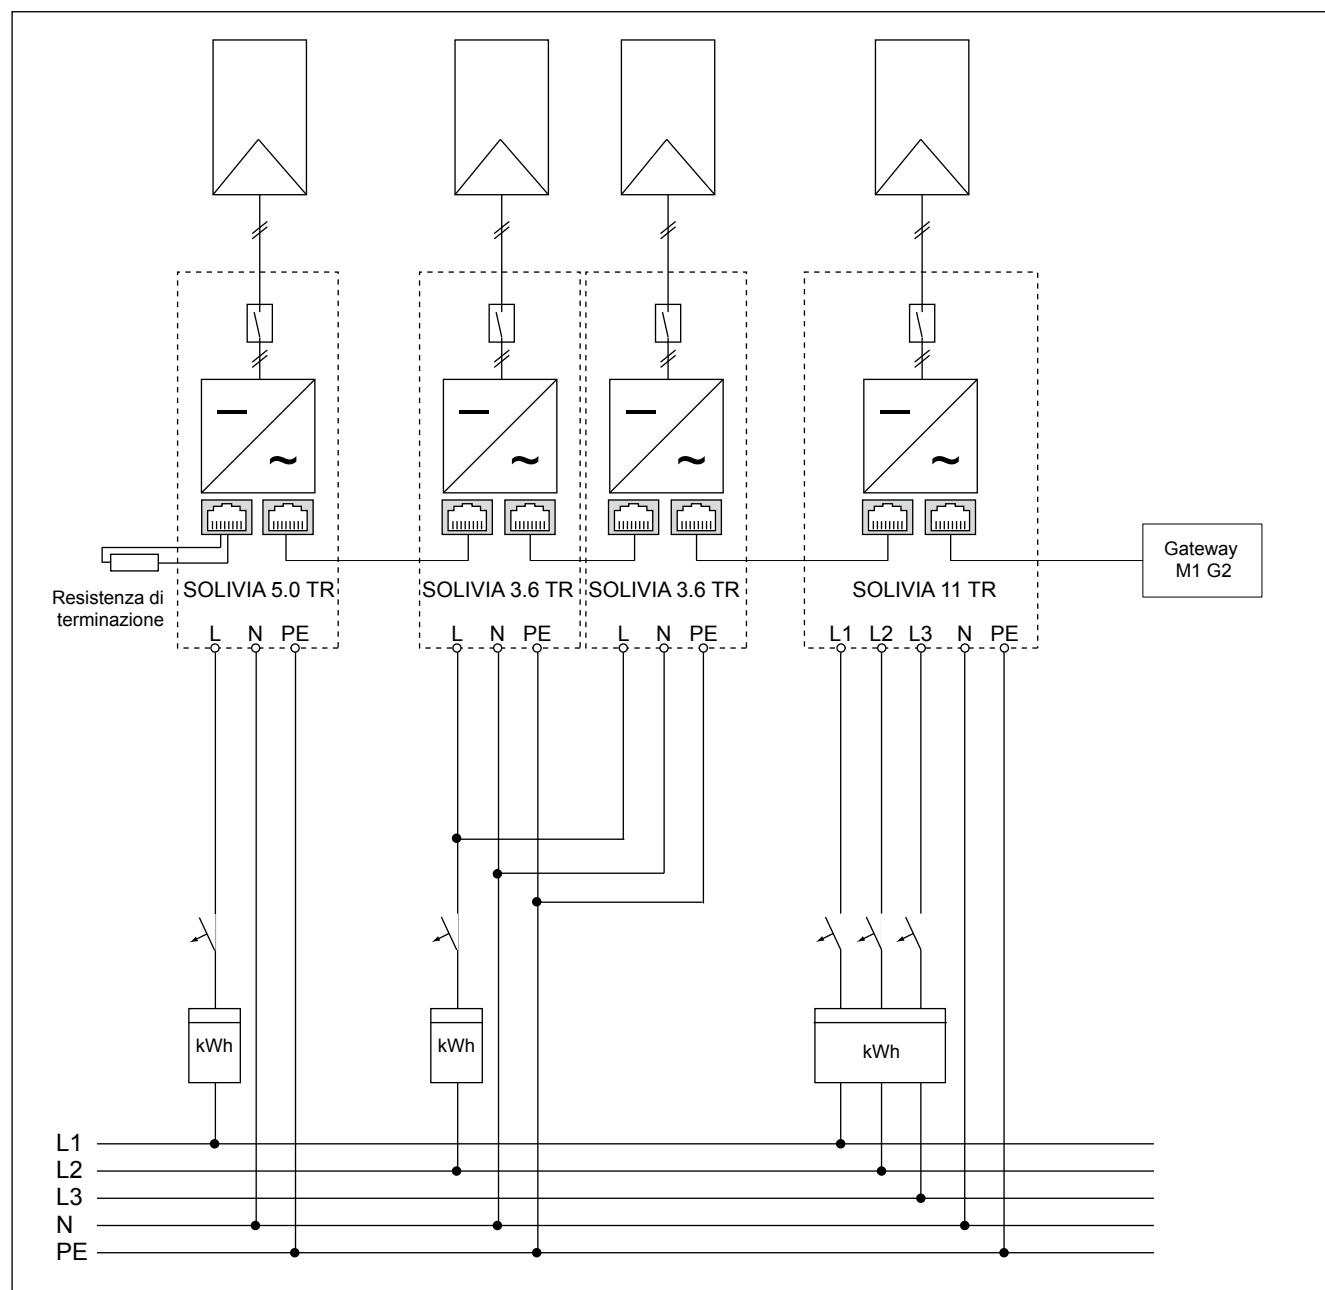 Gateway
M1 G2
Resistenza di
terminazione
SOLIVIA 5.0 TR
SOLIVIA 3.6 TR
SOLIVIA 3.6 TR
SOLIVIA 11 TR
L N PE
L N PE
L N PE
L1 L2 L3 N PE
kWh
kWh
kWh
L1
L2
L3
N
PE